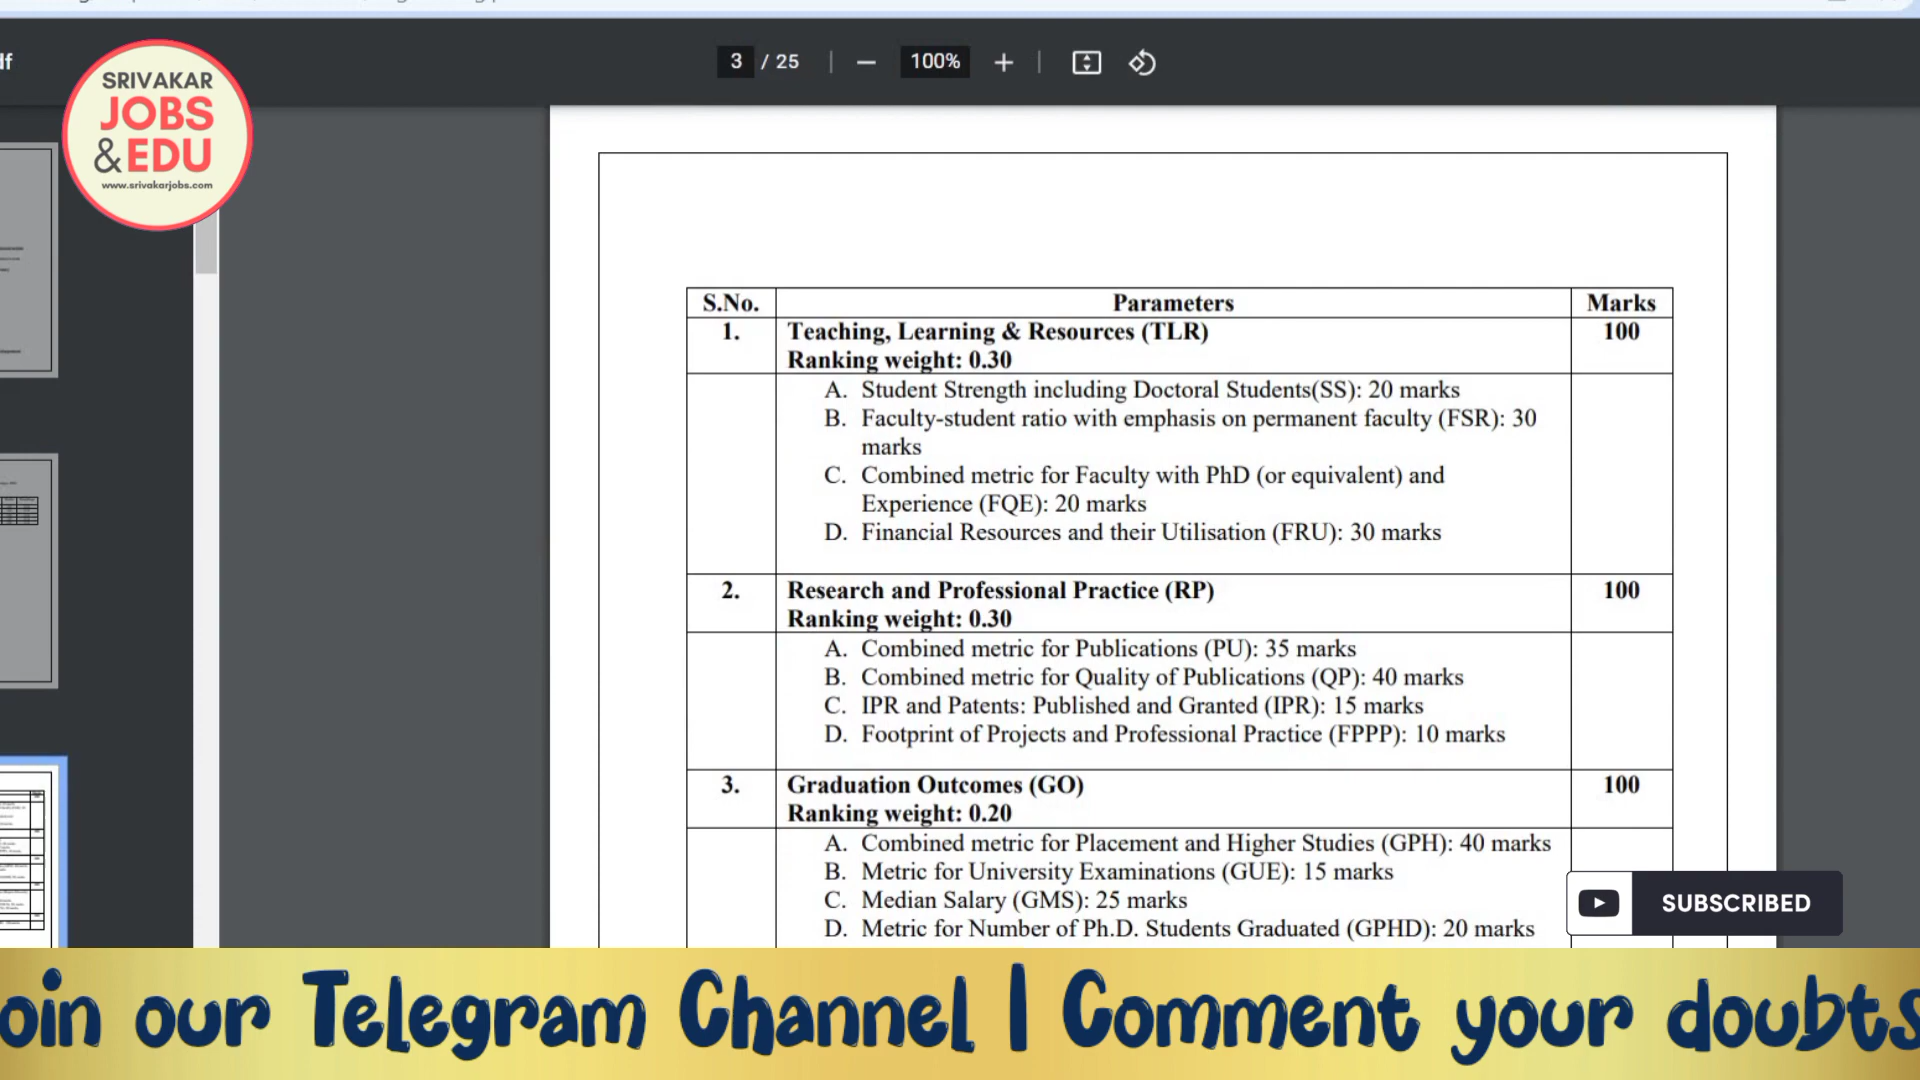 df
3 / 25
100%
SRIVAKAR
JOBS
&EDU
www.srivakarjobs.com
S.No. Parameters Marks
1. Teaching, Learning & Resources (TLR) 100
Ranking weight: 0.30
A. Student Strength including Doctoral Students(SS): 20 marks
B. Faculty-student ratio with emphasis on permanent faculty (FSR): 30
marks
C. Combined metric for Faculty with PhD (or equivalent) and
Experience (FQE): 20 marks
D. Financial Resources and their Utilisation (FRU): 30 marks
2. Research and Professional Practice (RP) 100
Ranking weight: 0.30
A. Combined metric for Publications (PU): 35 marks
B. Combined metric for Quality of Publications (QP): 40 marks
C. IPR and Patents: Published and Granted (IPR): 15 marks
D. Footprint of Projects and Professional Practice (FPPP): 10 marks
3. Graduation Outcomes (GO) 100
Ranking weight: 0.20
A. Combined metric for Placement and Higher Studies (GPH): 40 marks
B. Metric for University Examinations (GUE): 15 marks
C. Median Salary (GMS): 25 marks
D. Metric for Number of Ph.D. Students Graduated (GPHD): 20 marks
SUBSCRIBED
oin our Telegram Channel | Comment your doubts